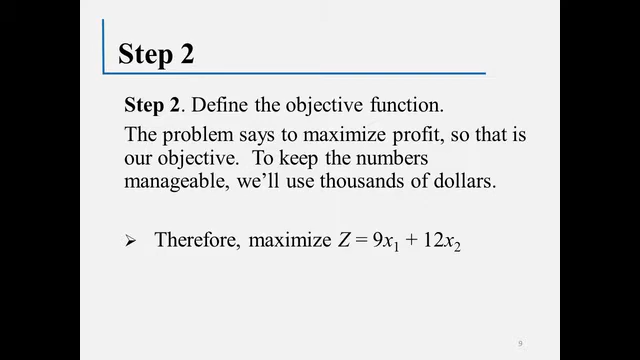 Step 2
Step 2. Define the objective function.
The problem says to maximize profit, so that is
our objective. To keep the numbers
manageable, we'll use thousands of dollars.
➢ Therefore, maximize Z = 9x₁ + 12x₂
9